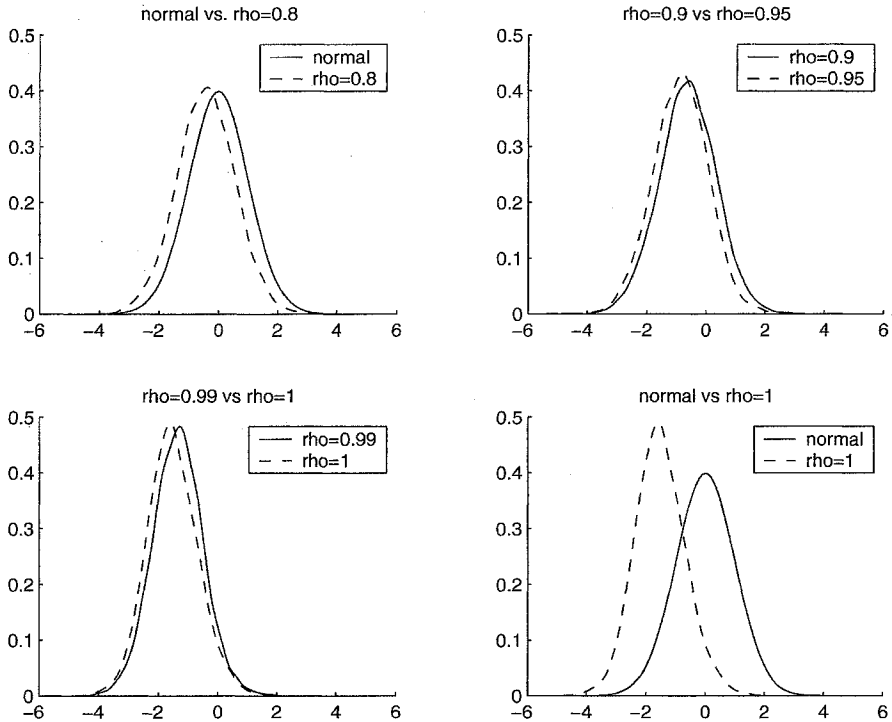 normal vs. rho=0.8
normal
rho=0.8
0.5
0.4
0.3
0.2
0.1
0
−6 −4 −2 0 2 4 6
rho=0.9 vs rho=0.95
rho=0.9
rho=0.95
0.5
0.4
0.3
0.2
0.1
0
−6 −4 −2 0 2 4 6
rho=0.99 vs rho=1
rho=0.99
rho=1
0.5
0.4
0.3
0.2
0.1
0
−6 −4 −2 0 2 4 6
normal vs rho=1
normal
rho=1
0.5
0.4
0.3
0.2
0.1
0
−6 −4 −2 0 2 4 6